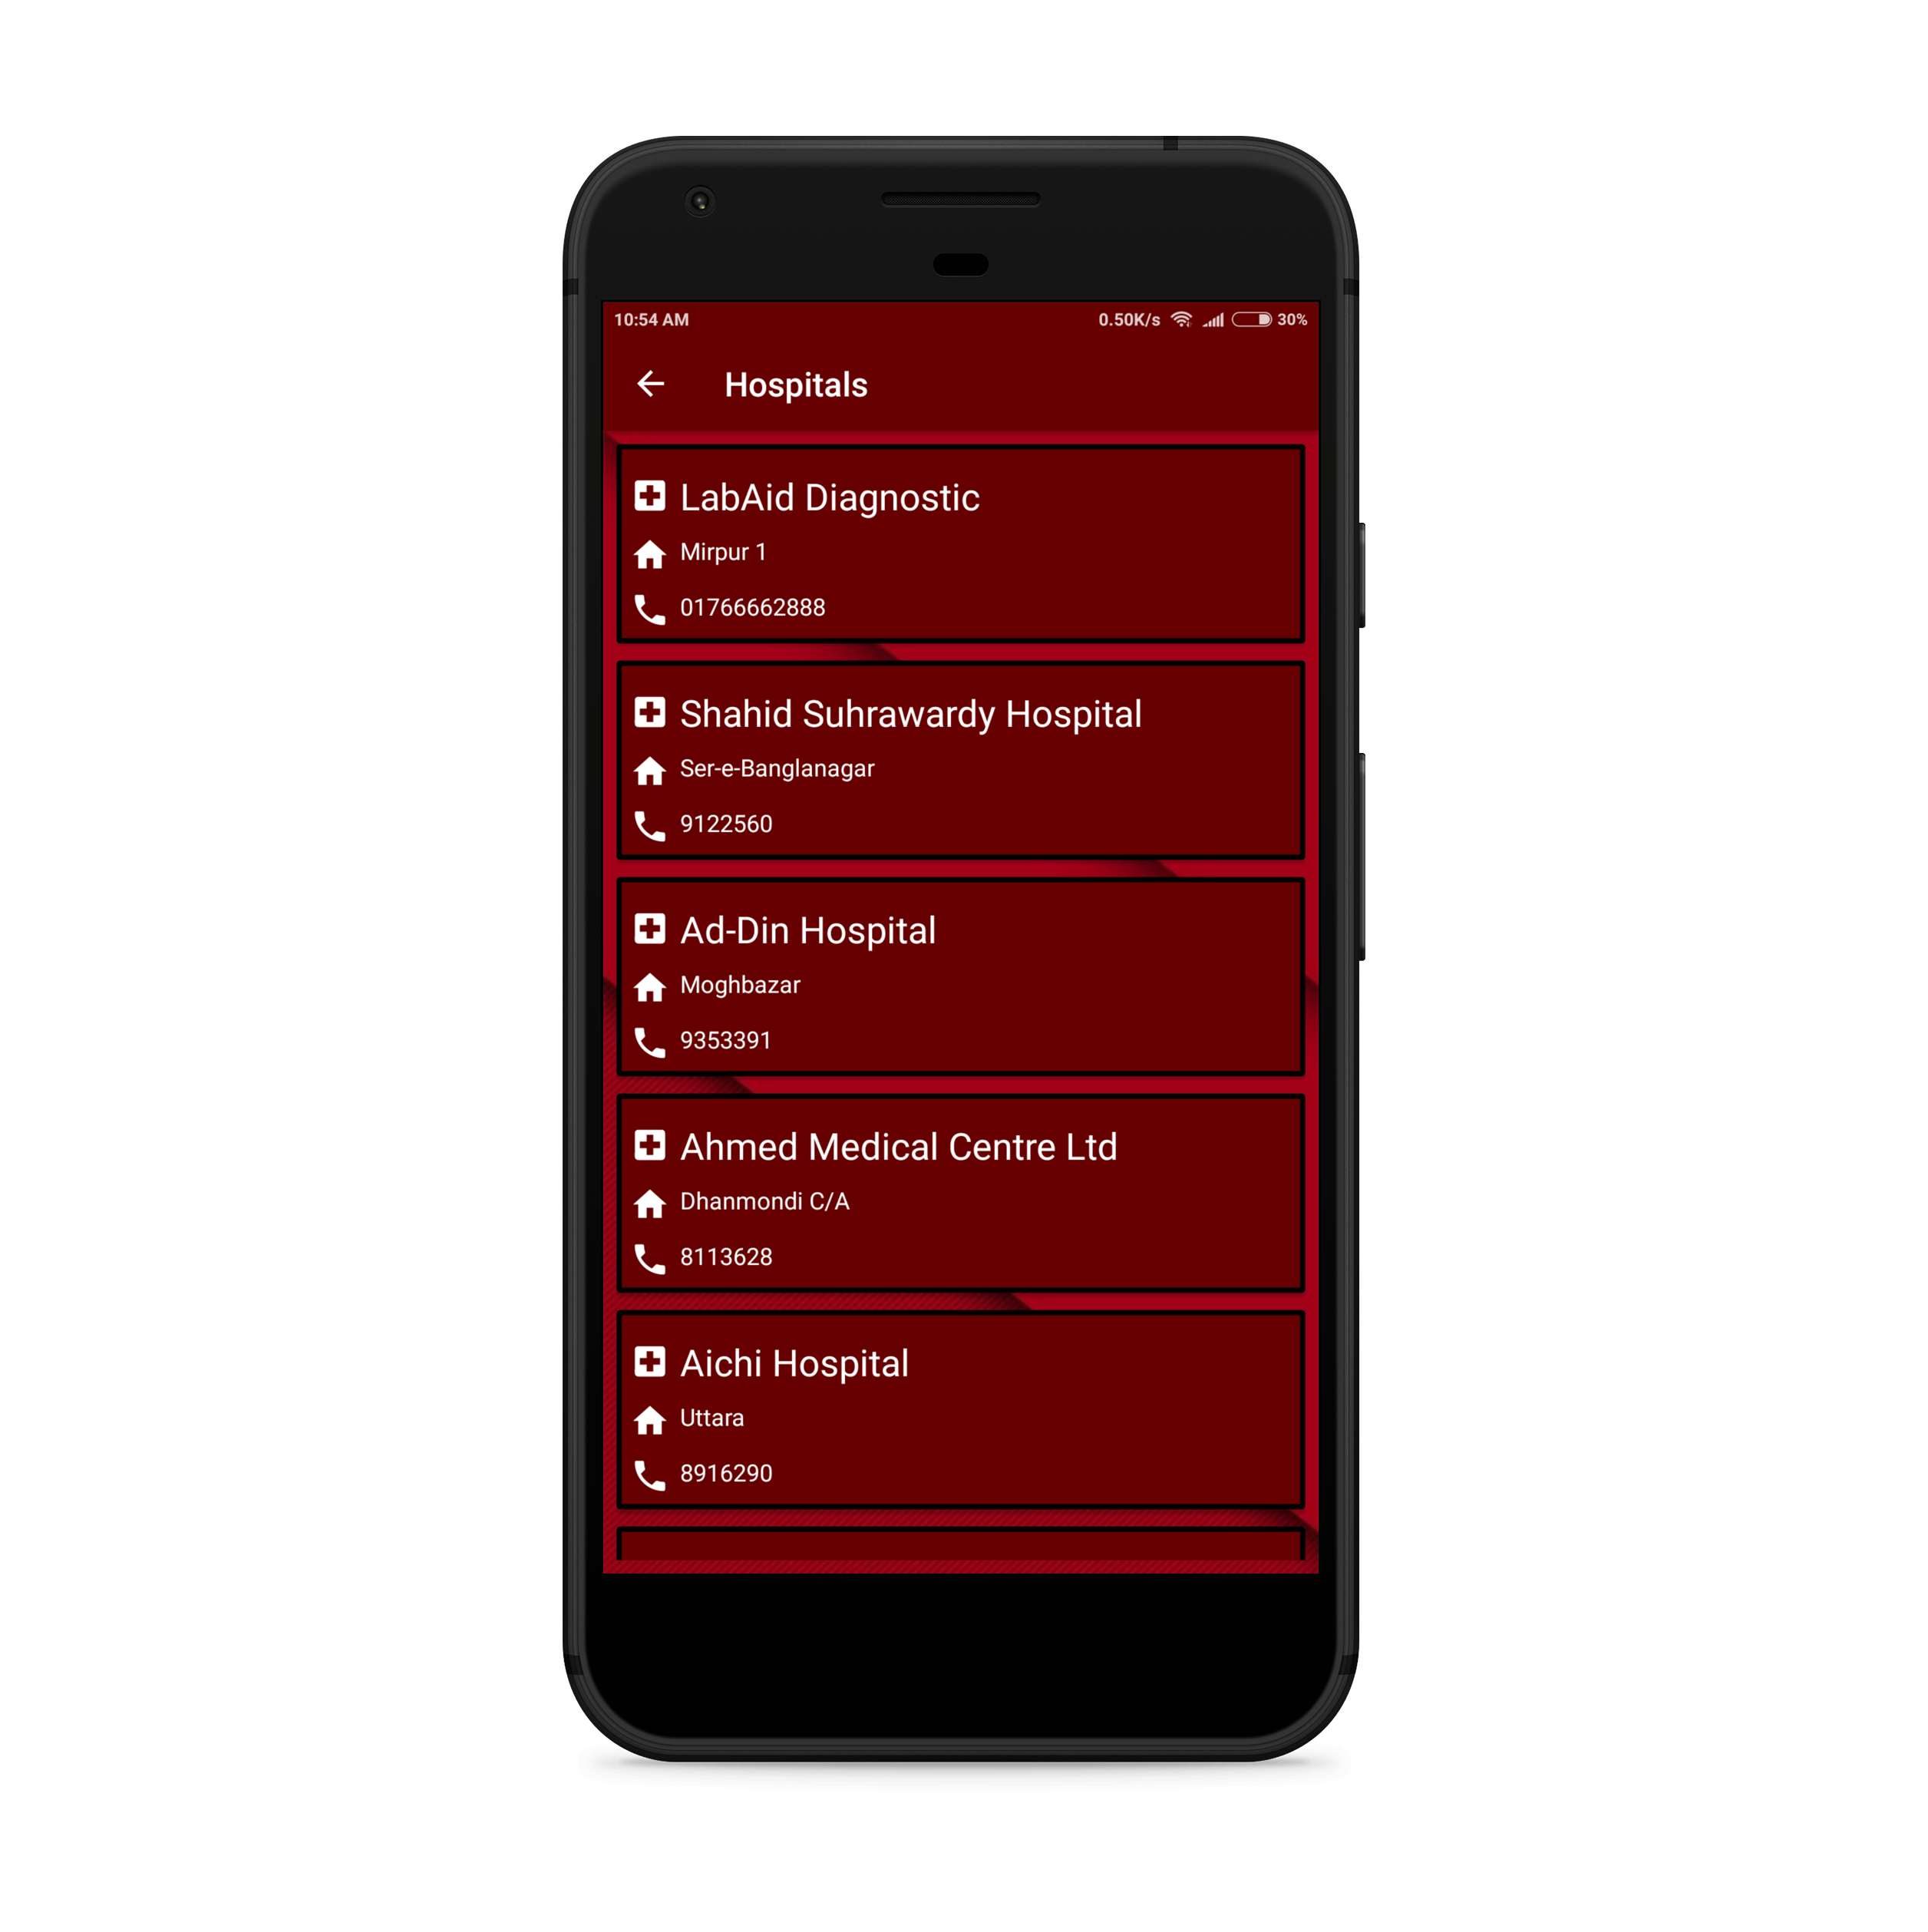 10:54 AM 0.50K/s 30%
Hospitals
LabAid Diagnostic
Mirpur 1
01766662888
Shahid Suhrawardy Hospital
Ser-e-Banglanagar
9122560
Ad-Din Hospital
Moghbazar
9353391
Ahmed Medical Centre Ltd
Dhanmondi C/A
8113628
Aichi Hospital
Uttara
8916290